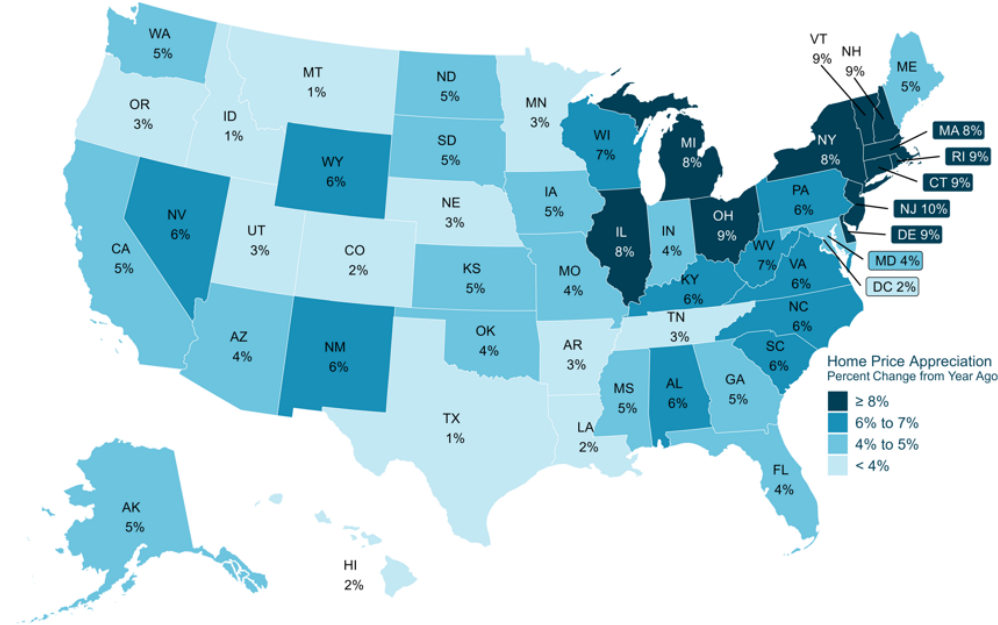 WA
5%
OR
3%
CA
5%
NV
6%
ID
1%
MT
1%
WY
6%
UT
3%
CO
2%
AZ
4%
NM
6%
ND
5%
SD
5%
NE
3%
KS
5%
OK
4%
TX
1%
MN
3%
IA
5%
MO
4%
AR
3%
LA
2%
WI
7%
IL
8%
MI
8%
IN
4%
OH
9%
KY
6%
TN
3%
MS
5%
AL
6%
GA
5%
FL
4%
SC
6%
NC
6%
VA
6%
WV
7%
PA
6%
NY
8%
VT
9%
NH
9%
ME
5%
MA 8%
RI 9%
CT 9%
NJ 10%
DE 9%
MD 4%
DC 2%
AK
5%
HI
2%
Home Price Appreciation
Percent Change from Year Ago
≥ 8%
6% to 7%
4% to 5%
< 4%